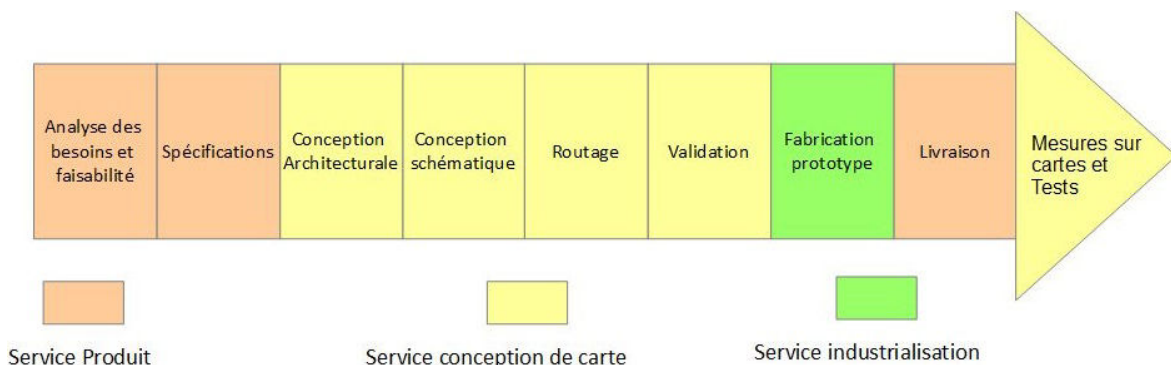 Analyse des
besoins et
faisabilité
Spécifications
Conception
Architecturale
Conception
schématique
Routage
Validation
Fabrication
prototype
Livraison
Mesures sur
cartes et
Tests
Service Produit
Service conception de carte
Service industrialisation